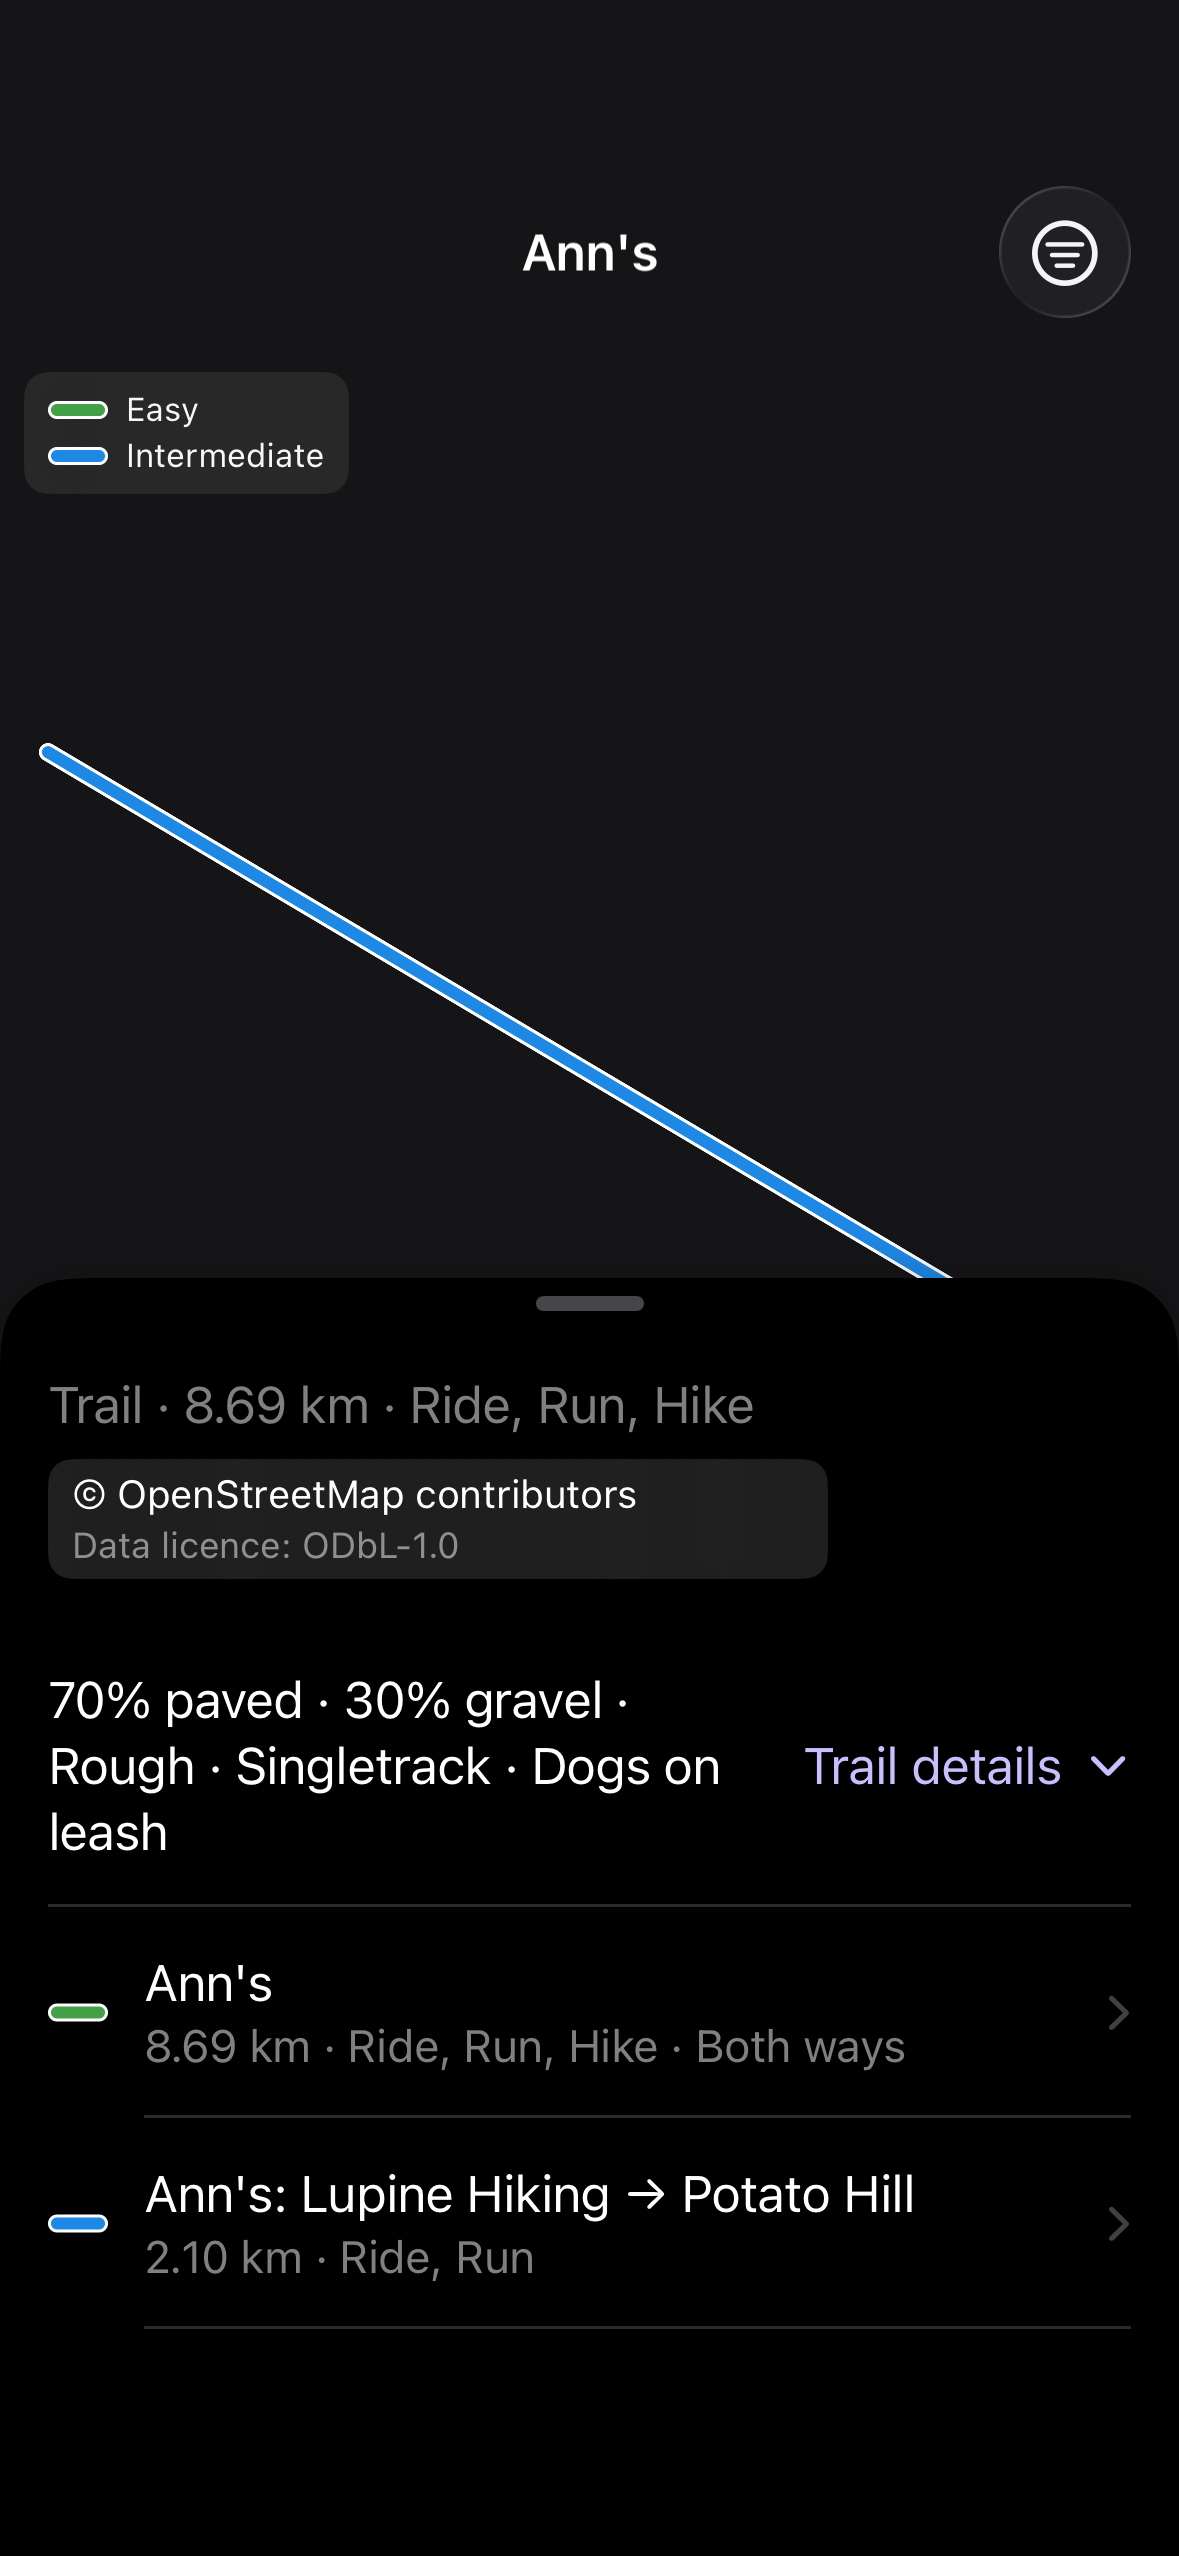 Ann's
Easy
Intermediate
Trail · 8.69 km · Ride, Run, Hike
© OpenStreetMap contributors
Data licence: ODbL-1.0
70% paved · 30% gravel ·
Rough · Singletrack · Dogs on
leash
Trail details
Ann's
8.69 km · Ride, Run, Hike · Both ways
Ann's: Lupine Hiking → Potato Hill
2.10 km · Ride, Run